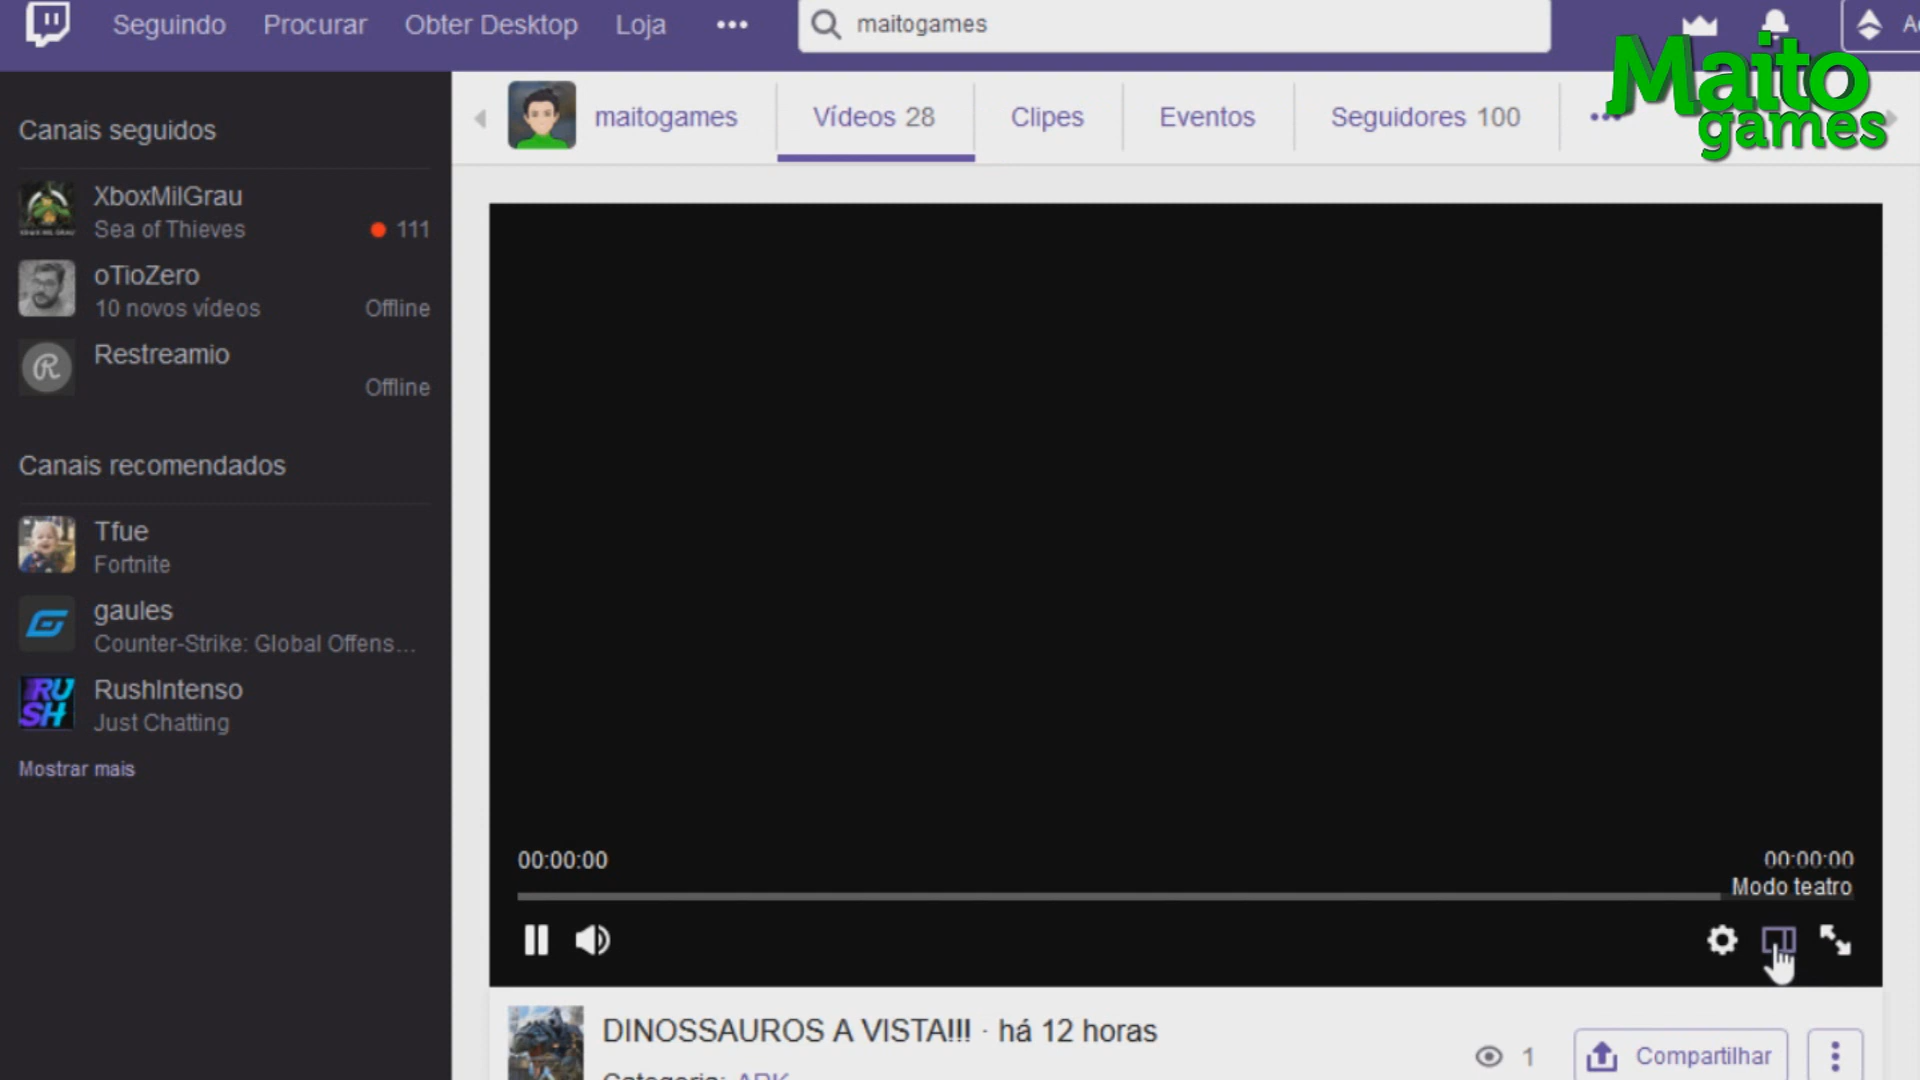 Seguindo Procurar Obter Desktop Loja ••• maitogames
Maito
games
maitogames Vídeos 28 Clipes Eventos Seguidores 100
Canais seguidos
XboxMilGrau
Sea of Thieves 111
oTioZero
10 novos vídeos Offline
Restreamio
Offline
Canais recomendados
Tfue
Fortnite
gaules
Counter-Strike: Global Offens...
RUSH
RushIntenso
Just Chatting
Mostrar mais
00:00:00 00:00:00
Modo teatro
DINOSSAUROS A VISTA!!! · há 12 horas
1 Compartilhar
Categoria: ARK